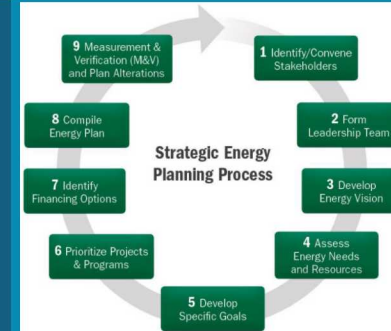 Strategic Energy
Planning Process
1 Identify/Convene
Stakeholders
2 Form
Leadership Team
3 Develop
Energy Vision
4 Assess
Energy Needs
and Resources
5 Develop
Specific Goals
6 Prioritize Projects
& Programs
7 Identify
Financing Options
8 Compile
Energy Plan
9 Measurement &
Verification (M&V)
and Plan Alterations